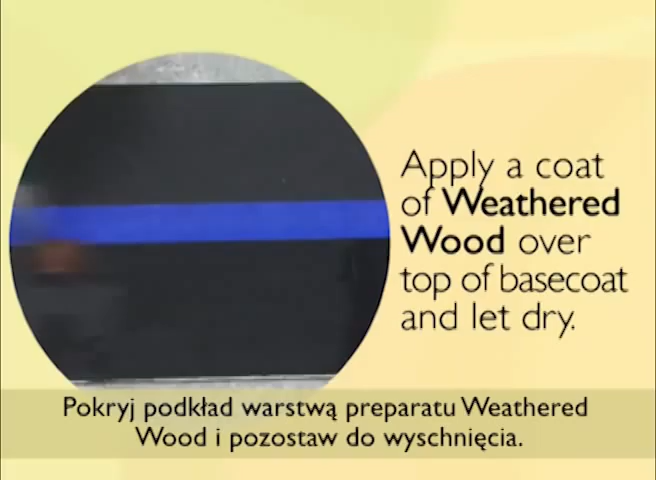 Apply a coat
of Weathered
Wood over
top of basecoat
and let dry.
Pokryj podkład warstwą preparatu Weathered
Wood i pozostaw do wyschnięcia.